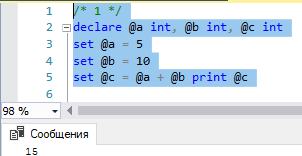 1 /* 1 */
2 declare @a int, @b int, @c int
3 set @a = 5
4 set @b = 10
5 set @c = @a + @b print @c
6
98 %
Сообщения
15